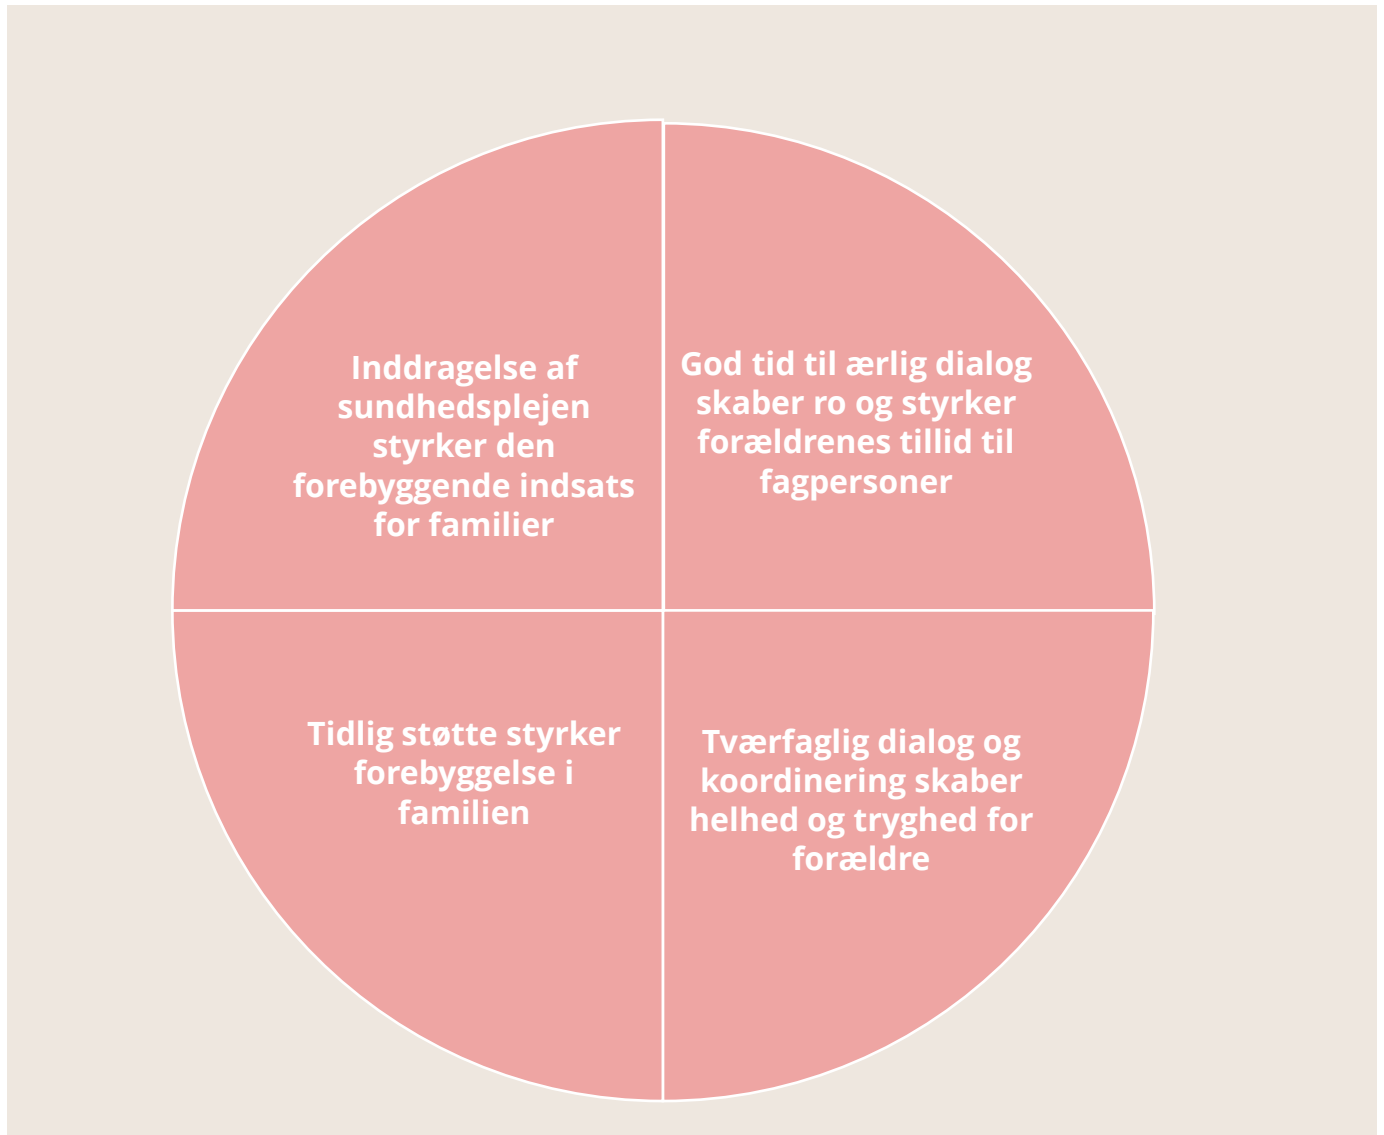 Inddragelse af
sundhedsplejen
styrker den
forebyggende indsats
for familier
God tid til ærlig dialog
skaber ro og styrker
forældrenes tillid til
fagpersoner
Tidlig støtte styrker
forebyggelse i
familien
Tværfaglig dialog og
koordinering skaber
helhed og tryghed for
forældre